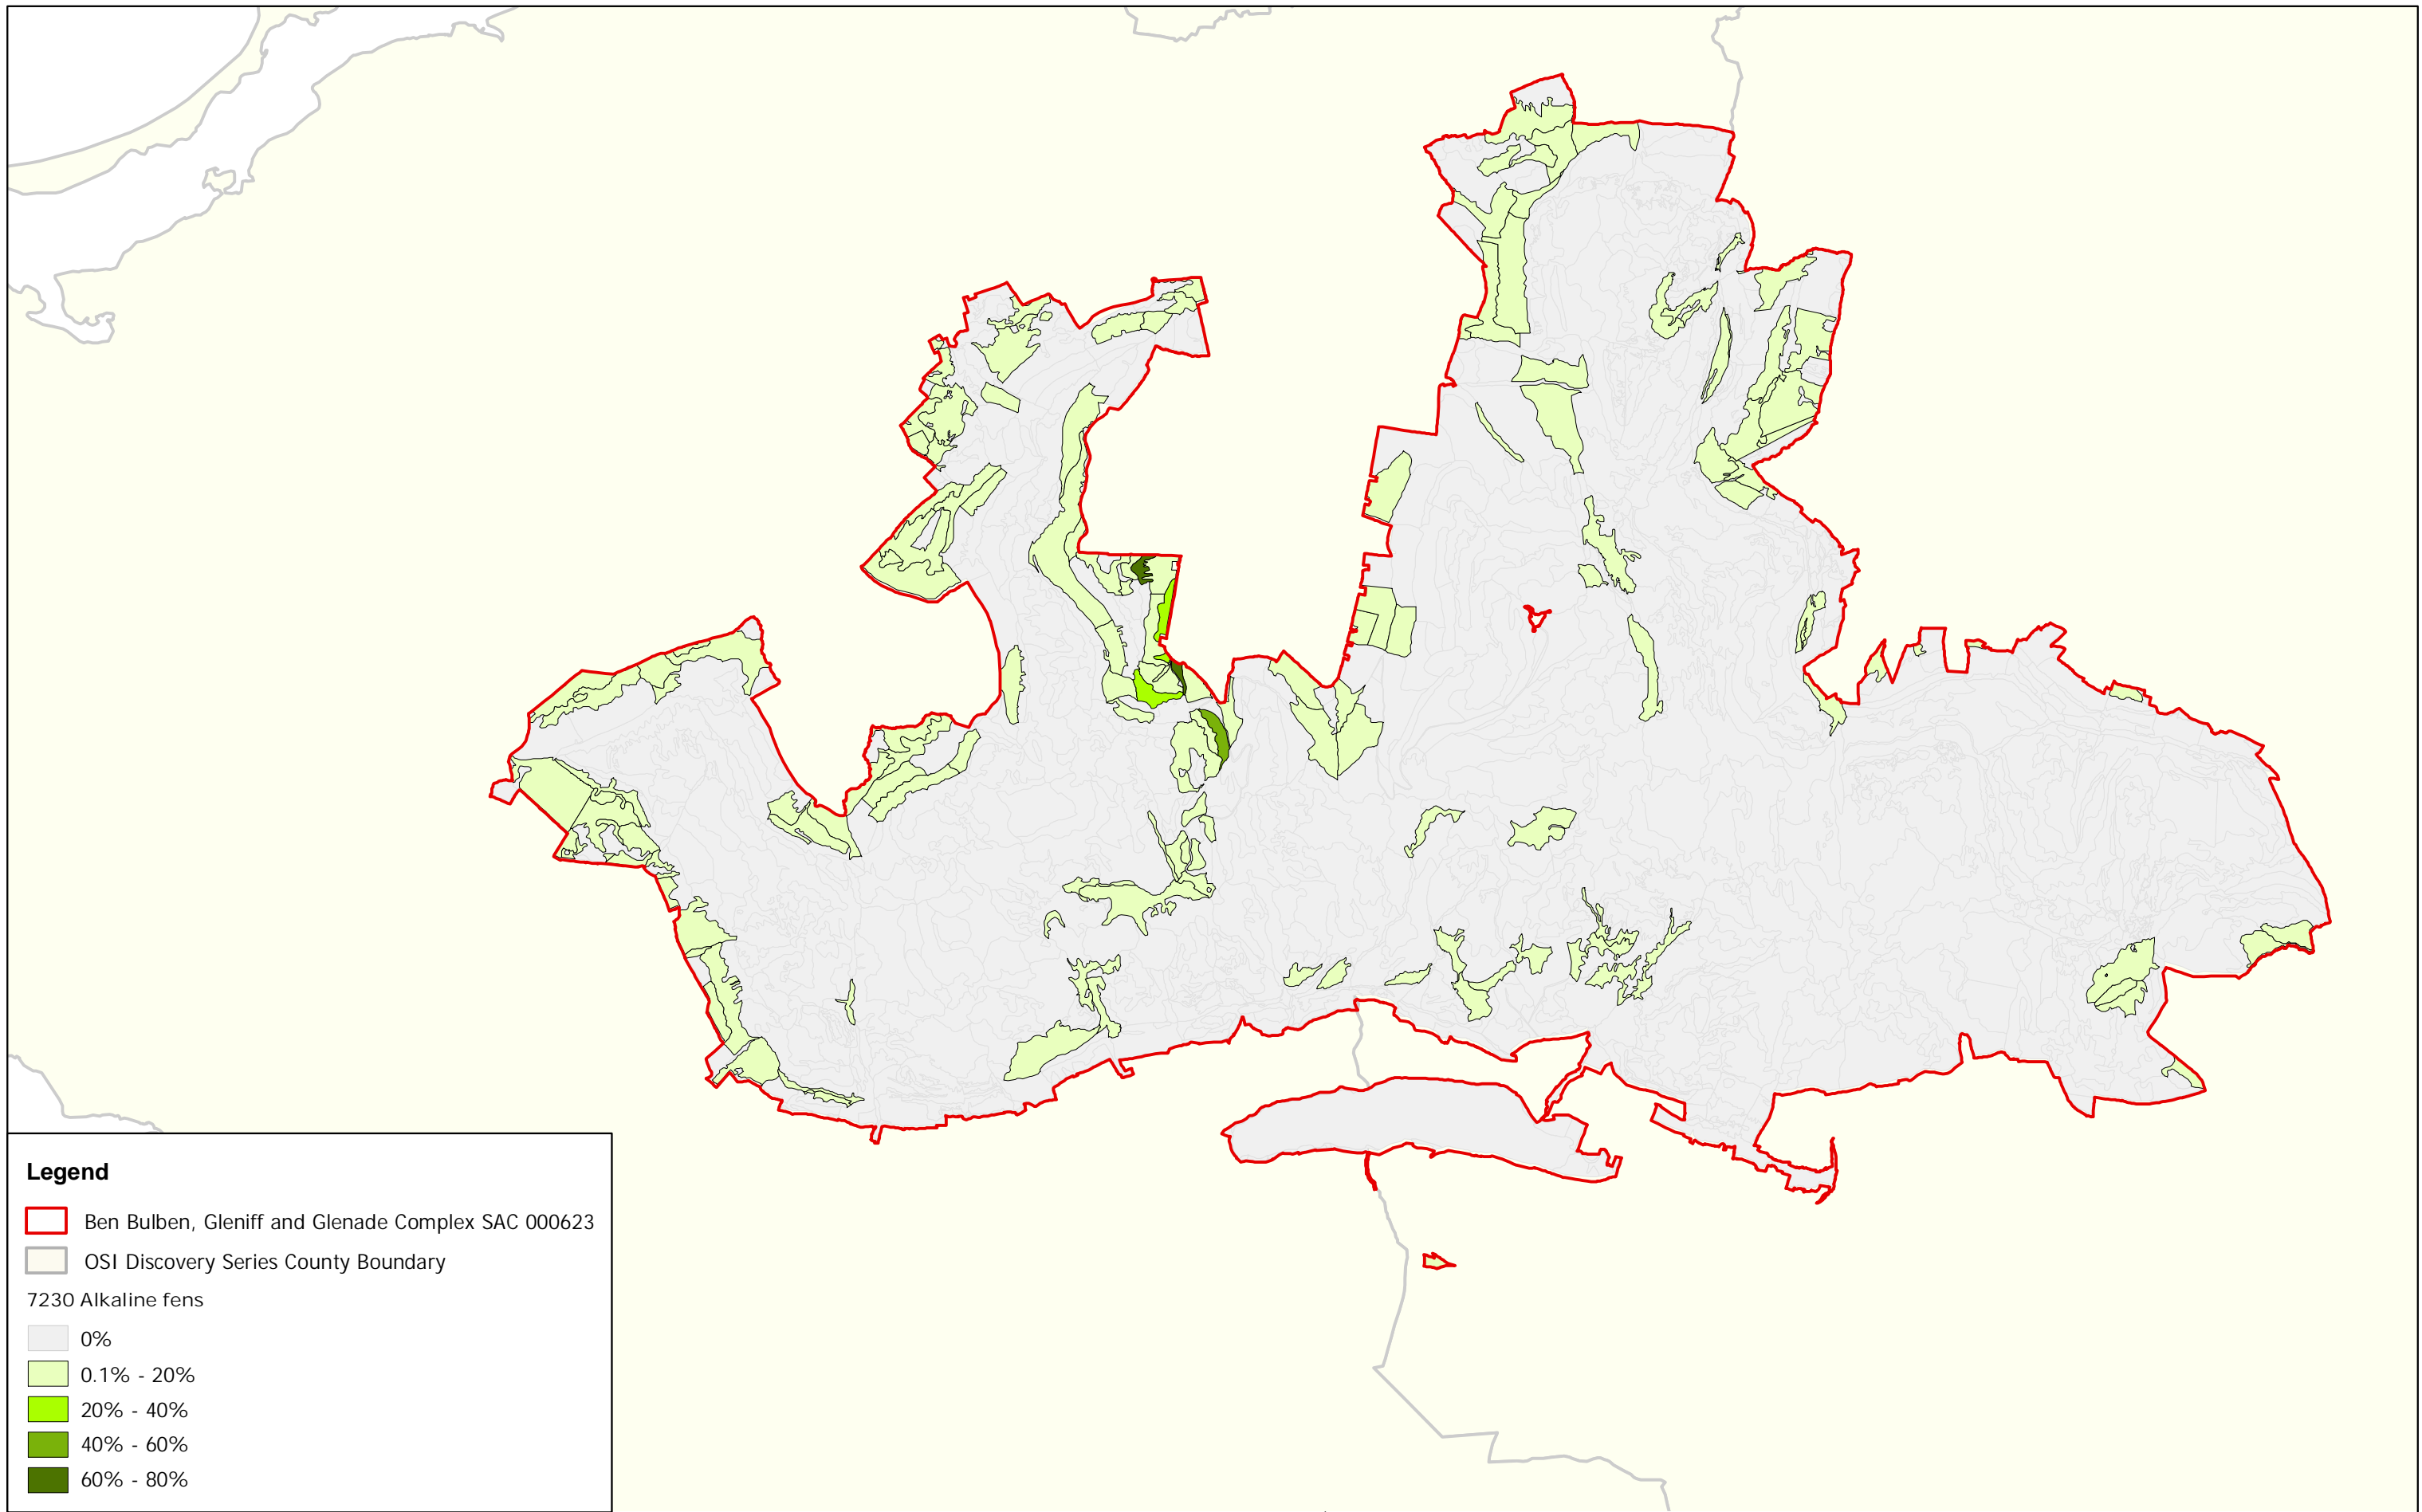 Legend
Ben Bulben, Gleniff and Glenade Complex SAC 000623
OSI Discovery Series County Boundary
7230 Alkaline fens
0%
0.1% - 20%
20% - 40%
40% - 60%
60% - 80%